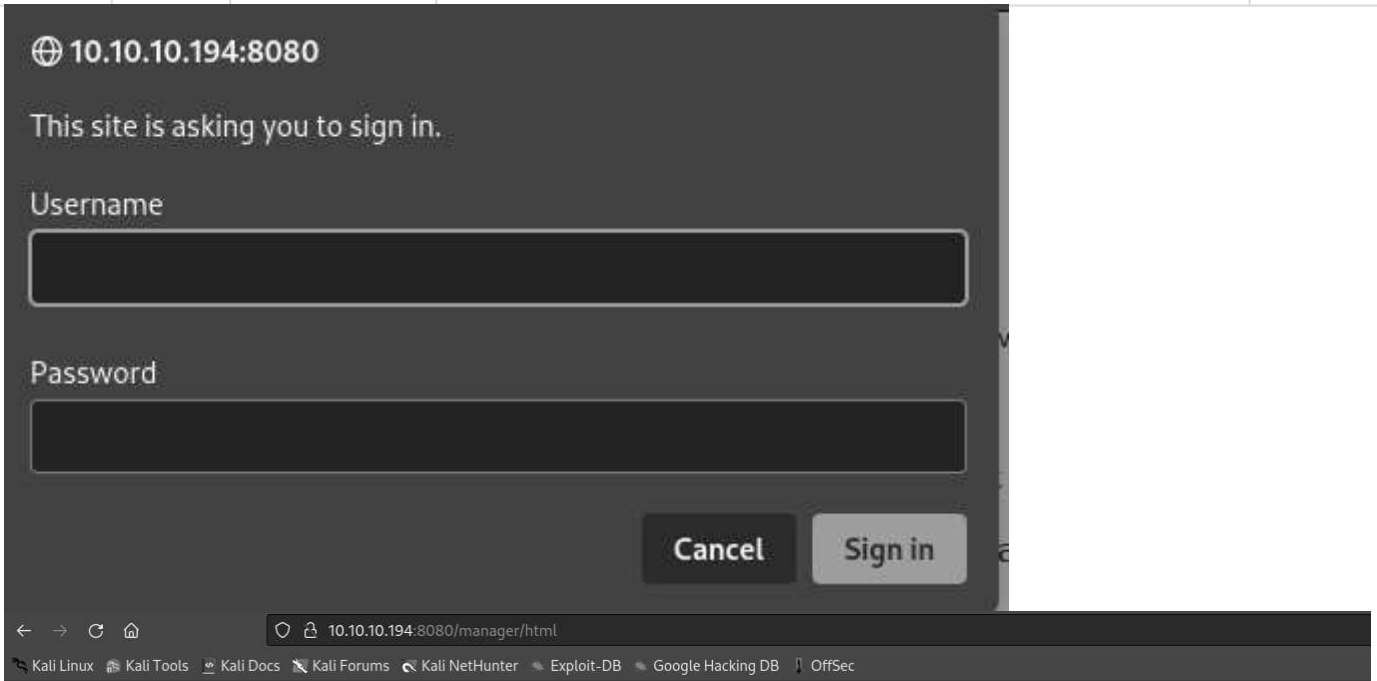 10.10.10.194:8080
This site is asking you to sign in.
Username
Password
Cancel Sign in
10.10.10.194:8080/manager/html
Kali Linux Kali Tools Kali Docs Kali Forums Kali NetHunter Exploit-DB Google Hacking DB OffSec